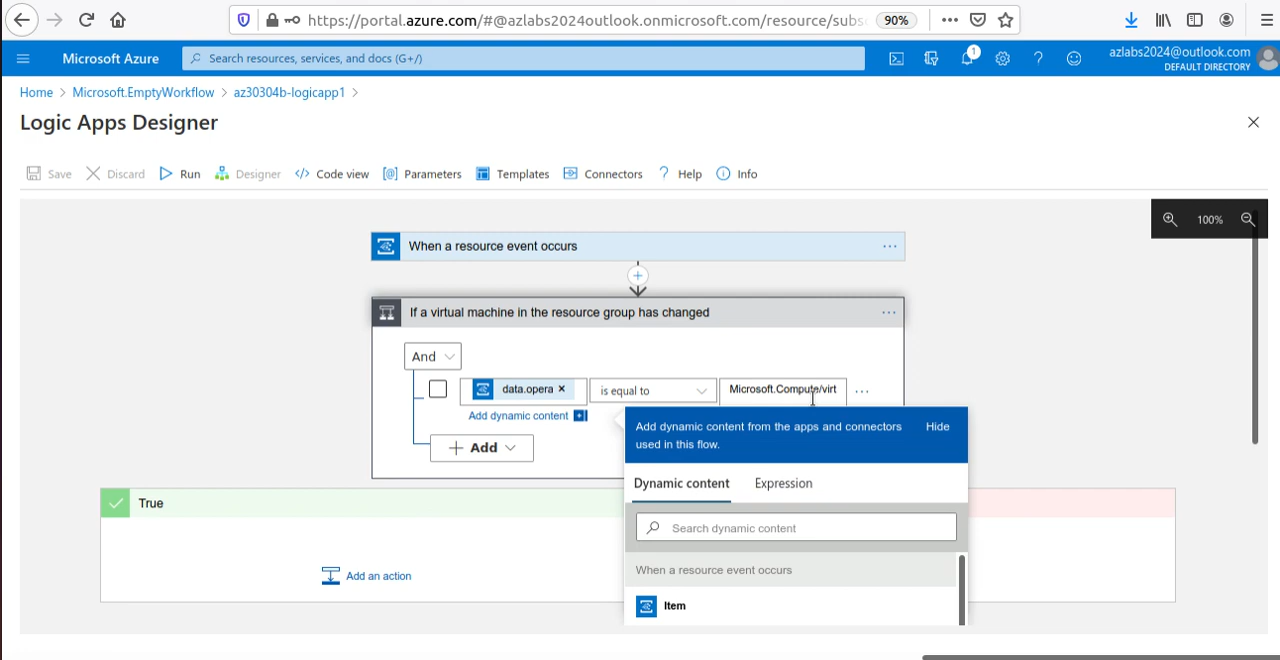 https://portal.azure.com/#@azlabs2024outlook.onmicrosoft.com/resource/subs
90%
Microsoft Azure
Search resources, services, and docs (G+/)
1
azlabs2024@outlook.com
DEFAULT DIRECTORY
Home > Microsoft.EmptyWorkflow > az30304b-logicapp1 >
Logic Apps Designer
Save Discard Run Designer Code view Parameters Templates Connectors Help Info
100%
When a resource event occurs
If a virtual machine in the resource group has changed
And
data.opera is equal to Microsoft.Compute/virt
Add dynamic content
Add
Add dynamic content from the apps and connectors
used in this flow.
Hide
Dynamic content Expression
True
Search dynamic content
When a resource event occurs
Add an action
Item